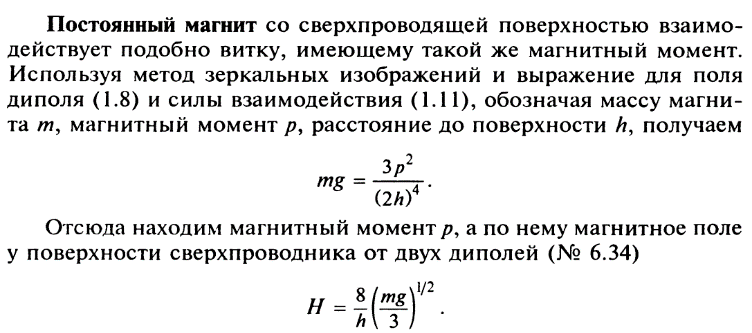 Постоянный магнит со сверхпроводящей поверхностью взаимо-
действует подобно витку, имеющему такой же магнитный момент.
Используя метод зеркальных изображений и выражение для поля
диполя (1.8) и силы взаимодействия (1.11), обозначая массу магни-
та m, магнитный момент p, расстояние до поверхности h, получаем
mg = 3p² / (2h)⁴.
Отсюда находим магнитный момент p, а по нему магнитное поле
у поверхности сверхпроводника от двух диполей (№ 6.34)
H = 8/h (mg/3)^1/2.